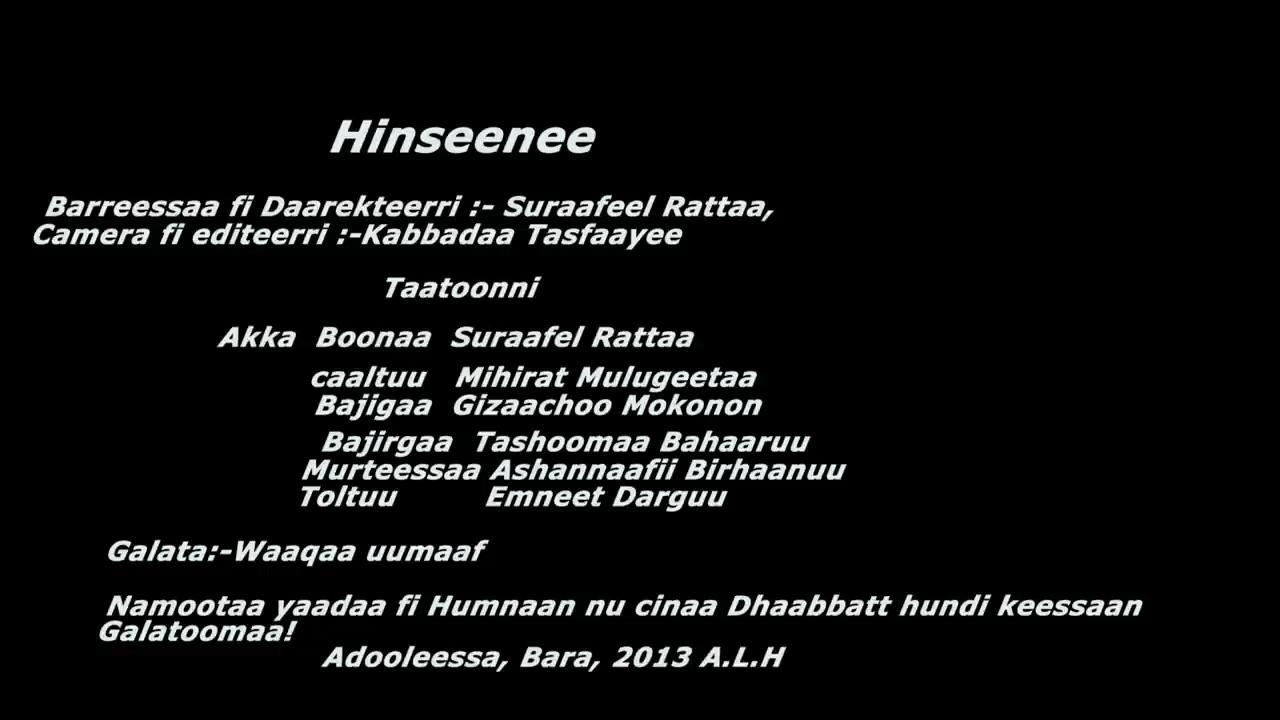 Hinseenee
Barreessaa fi Daarekteerri :- Suraafeel Rattaa,
Camera fi editeerri :-Kabbadaa Tasfaayee
Taatoonni
Akka Boonaa Suraafel Rattaa
caaltuu Mihirat Mulugeetaa
Bajigaa Gizaachoo Mokonon
Bajirgaa Tashoomaa Bahaaruu
Murteessaa Ashannaafii Birhaanuu
Toltuu Emneet Darguu
Galata:-Waaqaa uumaaf
Namootaa yaadaa fi Humnaan nu cinaa Dhaabbatt hundi keessaan
Galatoomaa!
Adooleessa, Bara, 2013 A.L.H